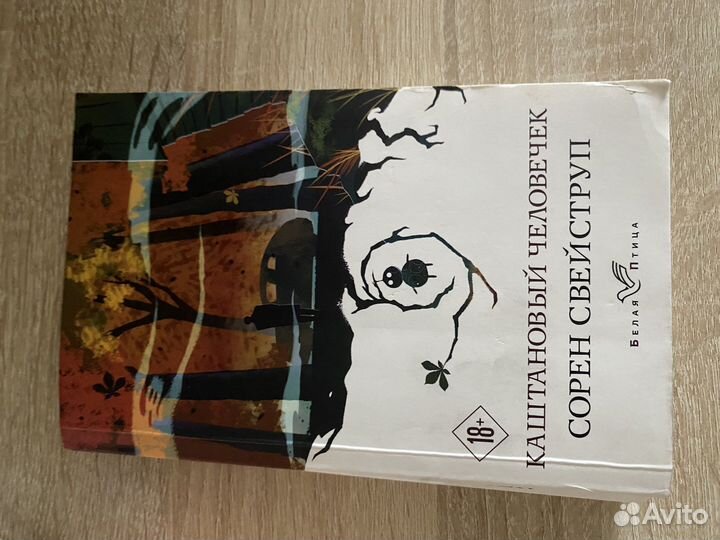 18+
КАШТАНОВЫЙ ЧЕЛОВЕЧЕК
СОРЕН СВЕЙСТРУП
БЕЛАЯ ПТИЦА
Avito